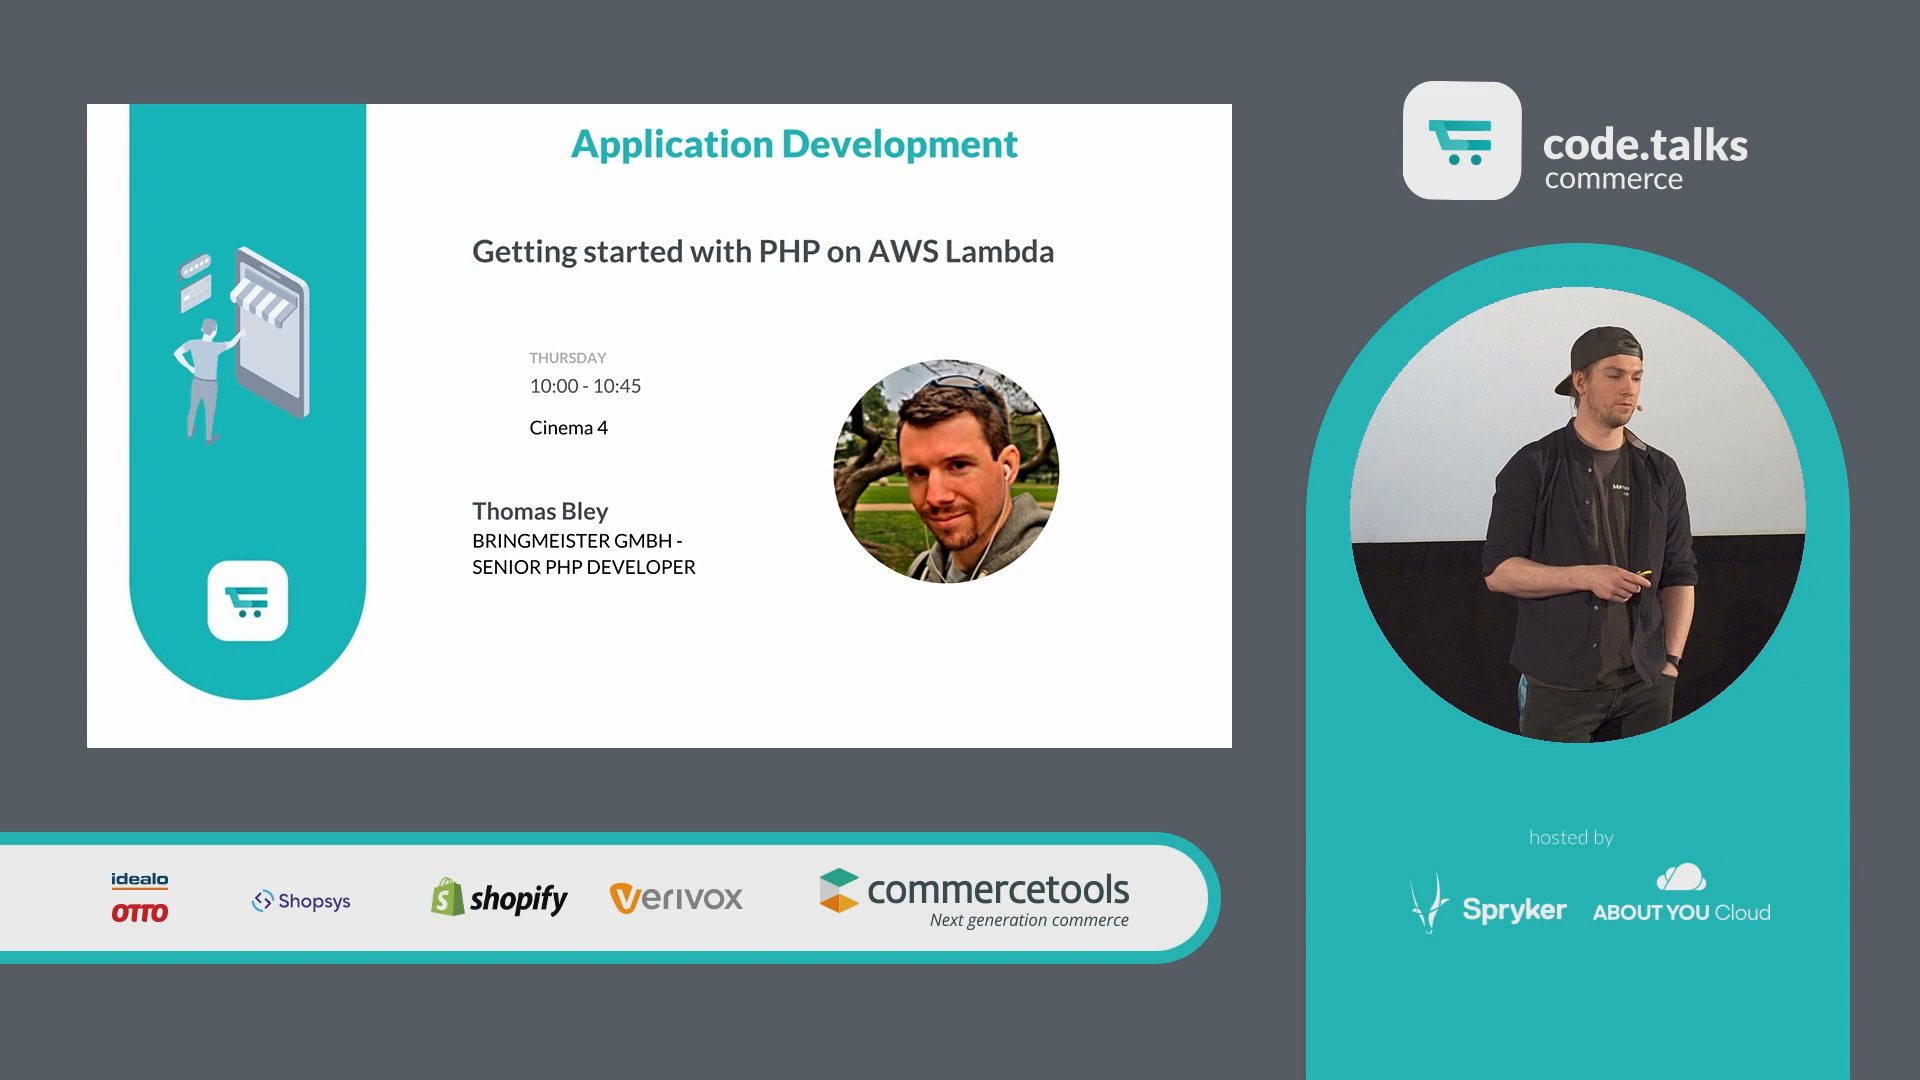 Application Development
Getting started with PHP on AWS Lambda
THURSDAY
10:00 - 10:45
Cinema 4
Thomas Bley
BRINGMEISTER GMBH -
SENIOR PHP DEVELOPER
code.talks
commerce
hosted by
Spryker
ABOUT YOU Cloud
idealo
OTTO
Shopsys
shopify
verivox
commercetools
Next generation commerce